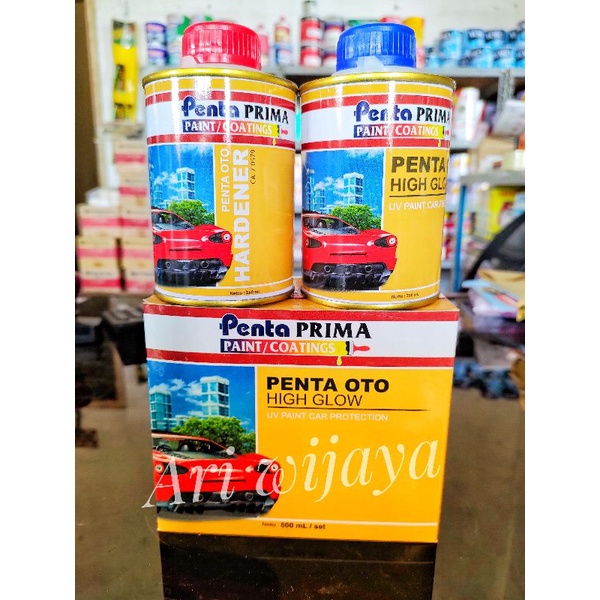 Penta PRIMA
PAINT/COATINGS
PENTA OTO
HARDENER
Penta PRIMA
PAINT/COATINGS
PENTA
HIGH GLO
UV PAINT CAR
Penta PRIMA
PAINT/COATINGS
PENTA OTO
HIGH GLOW
UV PAINT CAR PROTECTION
Ari wijaya
Netto : 500 mL / set